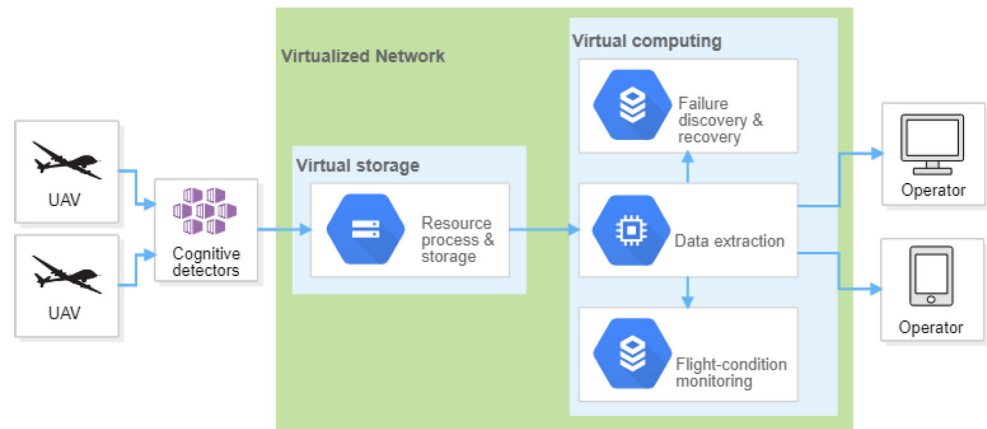 Virtualized Network
Virtual computing
Failure
discovery &
recovery
UAV
Cognitive
detectors
UAV
Virtual storage
Resource
process &
storage
Data extraction
Flight-condition
monitoring
Operator
Operator